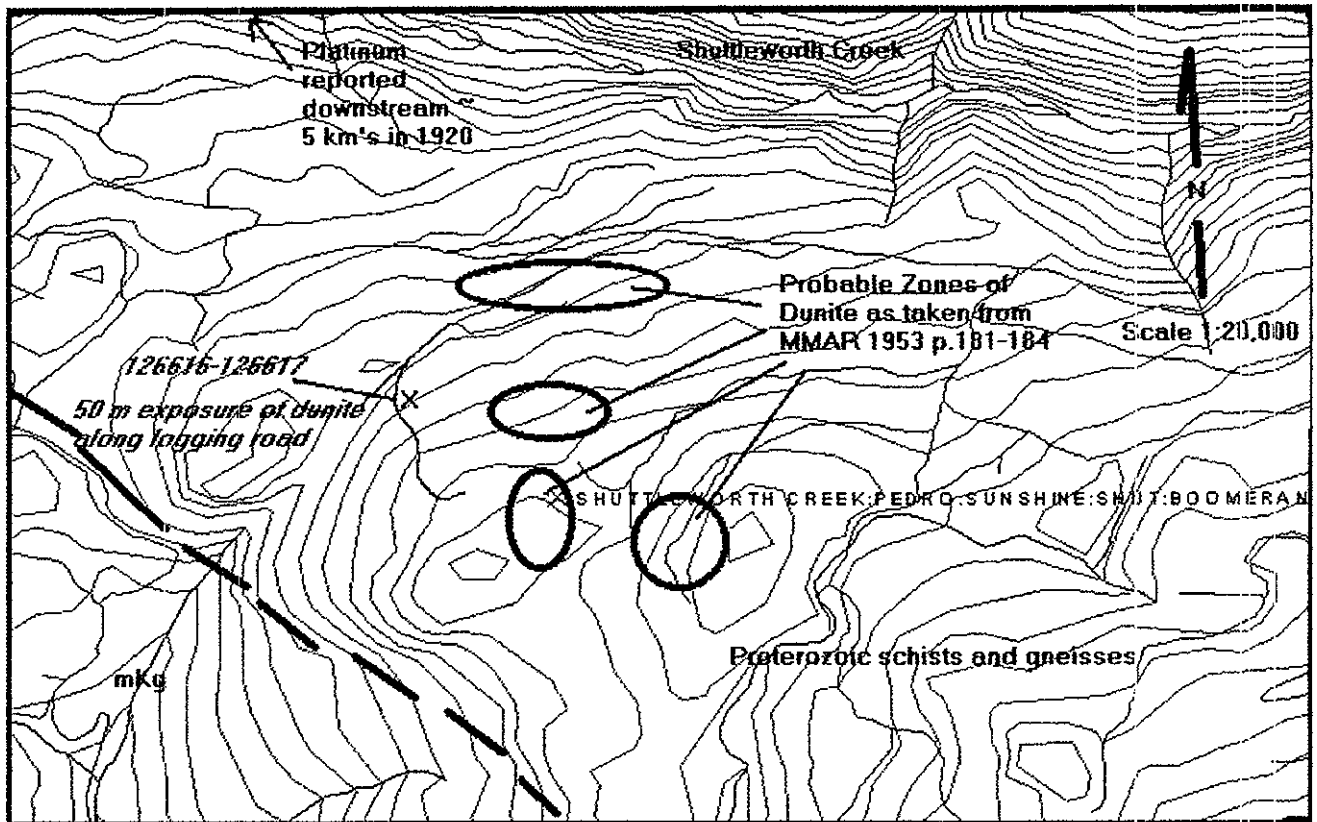 Platinum
reported
downstream ~
5 km's in 1920
Shuttleworth Creek
N
Probable Zones of
Dunite as taken from
MMAR 1953 p.181-184
Scale 1:20,000
126616-126617
50 m exposure of dunite
along logging road
SHUTTLEWORTH CREEK:PEDRO:SUNSHINE:SHUT:BOOMERAN
Proterozoic schists and gneisses
mKg